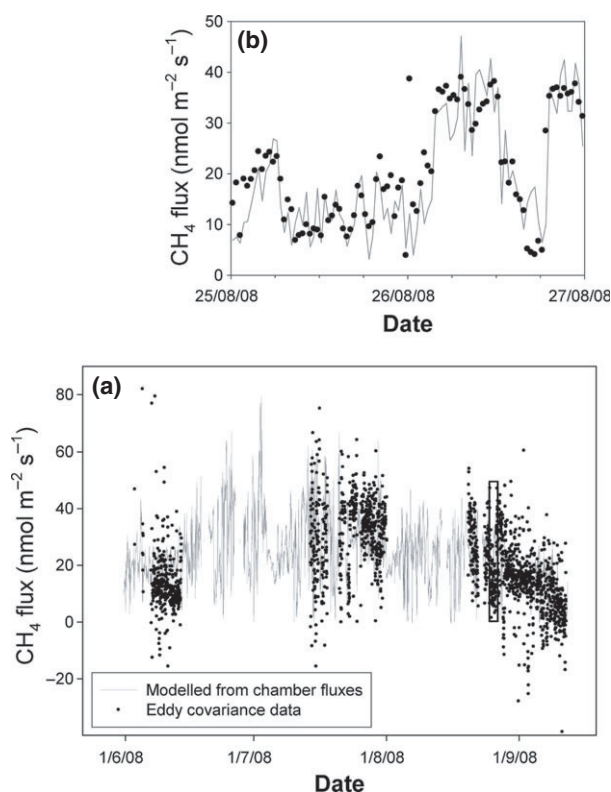 (b)
CH₄ flux (nmol m⁻² s⁻¹)
50
40
30
20
10
0
25/08/08 26/08/08 27/08/08
Date
(a)
CH₄ flux (nmol m⁻² s⁻¹)
80
60
40
20
0
−20
Modelled from chamber fluxes
Eddy covariance data
1/6/08 1/7/08 1/8/08 1/9/08
Date